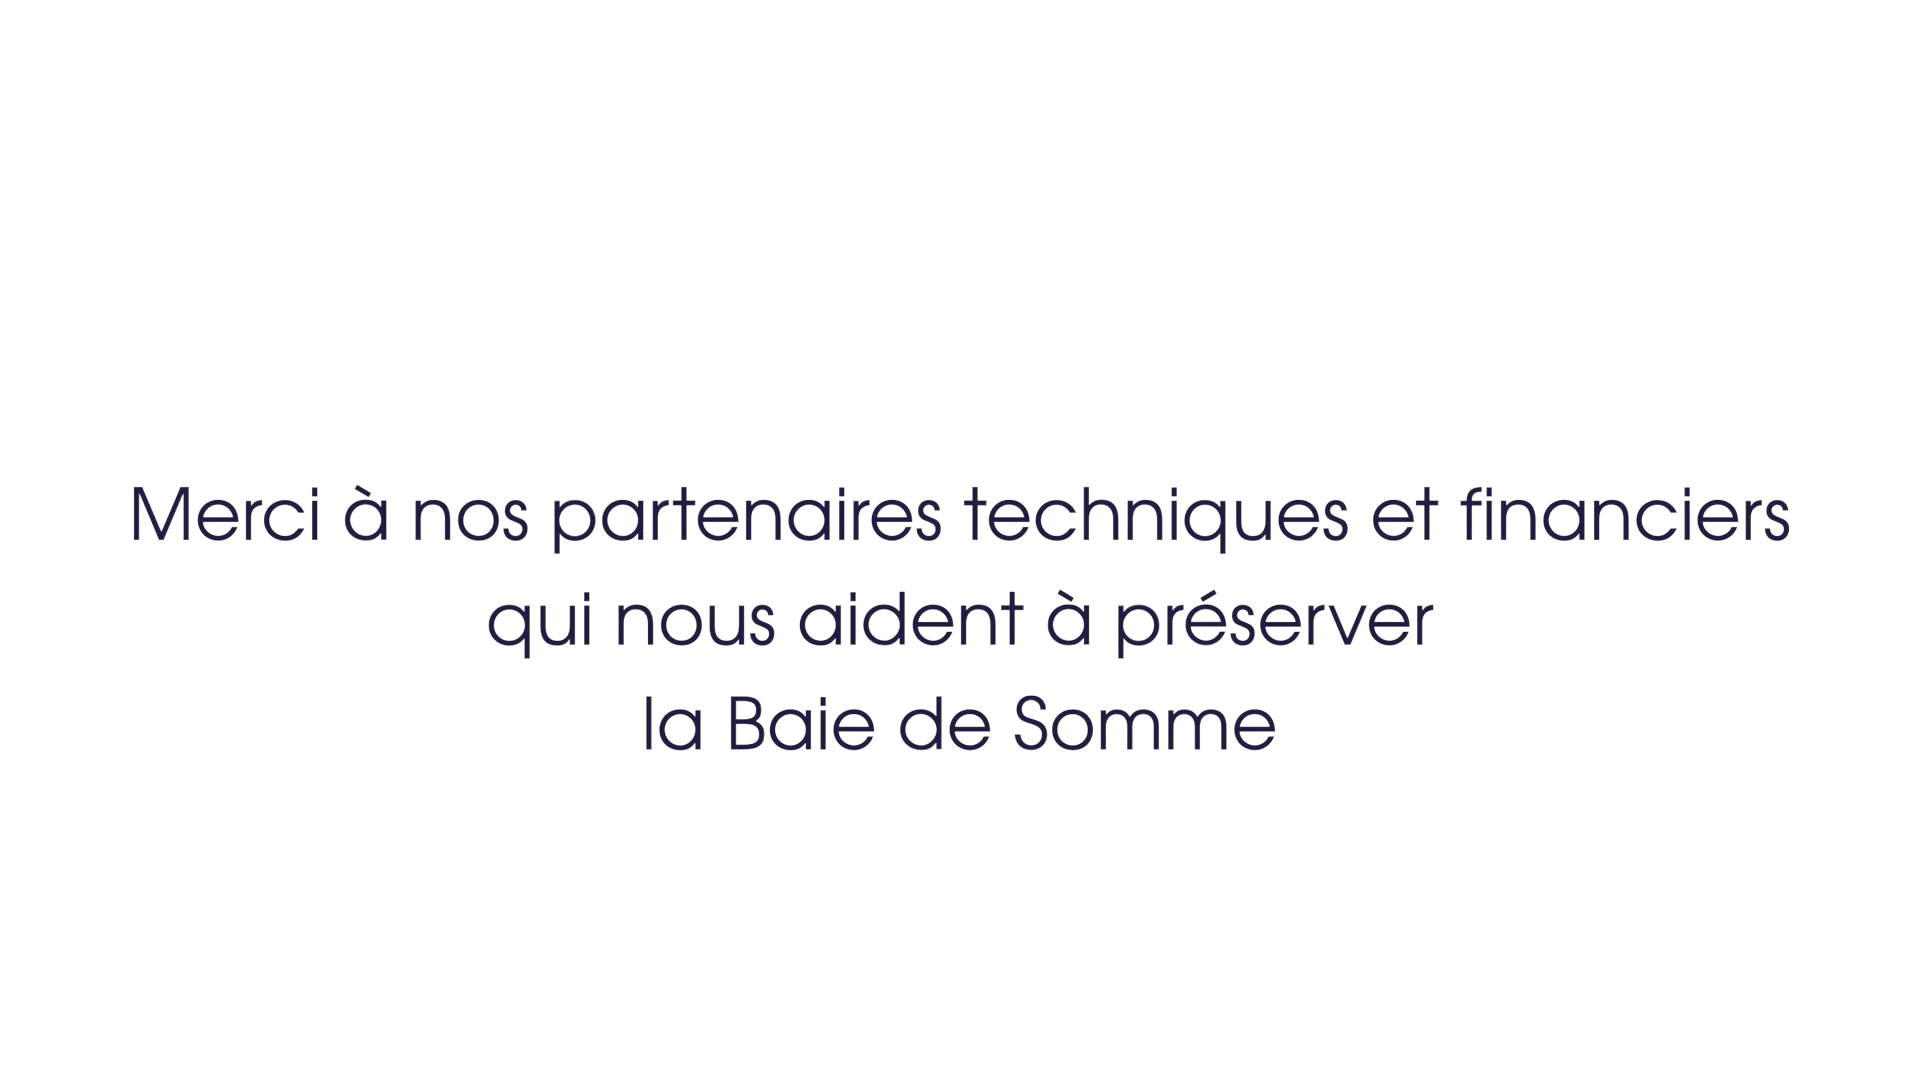 Merci à nos partenaires techniques et financiers
qui nous aident à préserver
la Baie de Somme